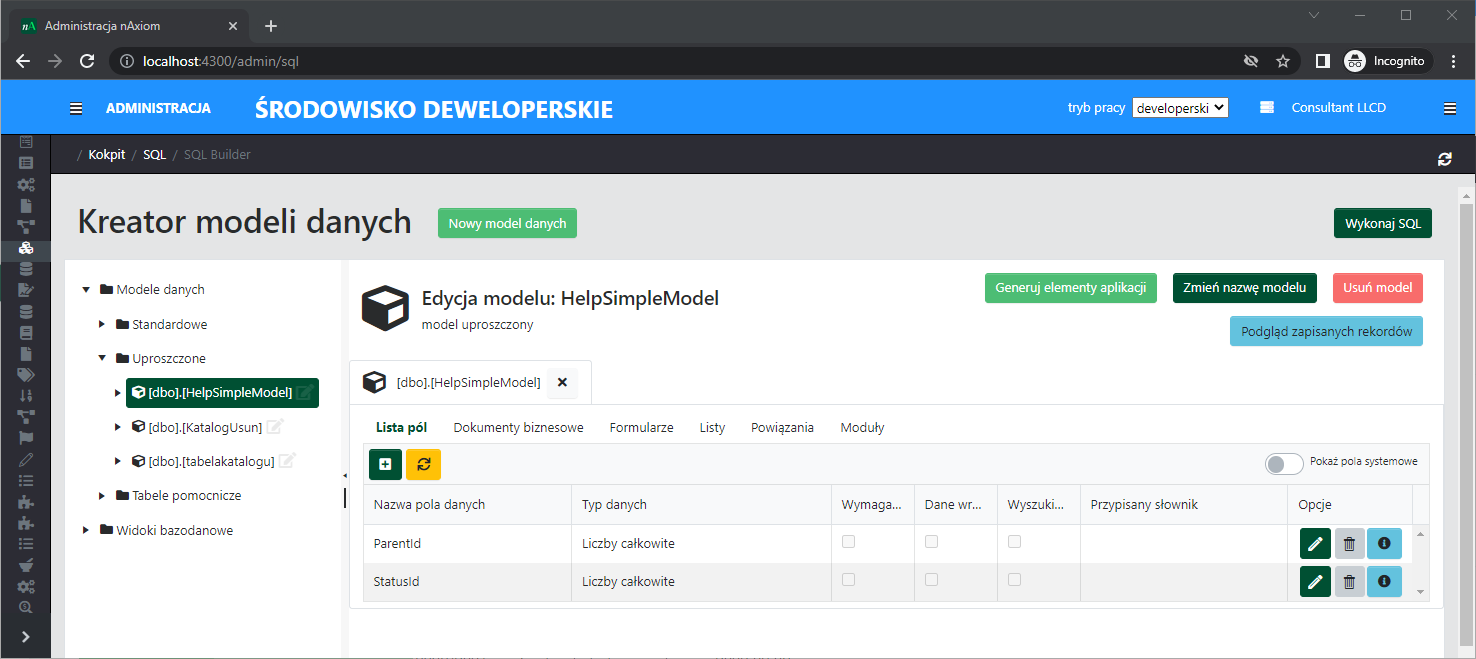 nA Administracja nAxiom
localhost:4300/admin/sql
Incognito
ADMINISTRACJA ŚRODOWISKO DEWELOPERSKIE tryb pracy developerski Consultant LLCD
/ Kokpit / SQL / SQL Builder
Kreator modeli danych Nowy model danych Wykonaj SQL
Modele danych
Standardowe
Uproszczone
[dbo].[HelpSimpleModel]
[dbo].[KatalogUsun]
[dbo].[tabelakatalogu]
Tabele pomocnicze
Widoki bazodanowe
Edycja modelu: HelpSimpleModel
model uproszczony
Generuj elementy aplikacji Zmień nazwę modelu Usuń model
Podgląd zapisanych rekordów
[dbo].[HelpSimpleModel]
Lista pól Dokumenty biznesowe Formularze Listy Powiązania Moduły
Pokaż pola systemowe
Nazwa pola danych Typ danych Wymaga... Dane wr... Wyszuki... Przypisany słownik Opcje
ParentId Liczby całkowite
StatusId Liczby całkowite